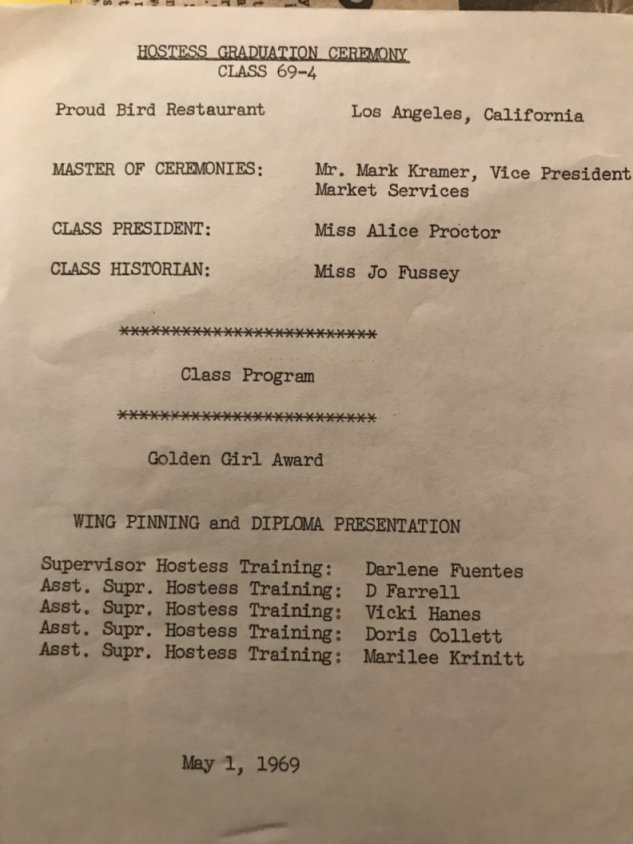 HOSTESS GRADUATION CEREMONY
CLASS 69-4
Proud Bird Restaurant Los Angeles, California
MASTER OF CEREMONIES: Mr. Mark Kramer, Vice President
Market Services
CLASS PRESIDENT: Miss Alice Proctor
CLASS HISTORIAN: Miss Jo Fussey
*************************
Class Program
*************************
Golden Girl Award
WING PINNING and DIPLOMA PRESENTATION
Supervisor Hostess Training: Darlene Fuentes
Asst. Supr. Hostess Training: D Farrell
Asst. Supr. Hostess Training: Vicki Hanes
Asst. Supr. Hostess Training: Doris Collett
Asst. Supr. Hostess Training: Marilee Krinitt
May 1, 1969